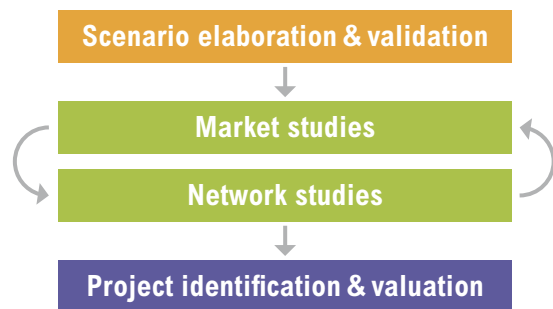 Scenario elaboration & validation
Market studies
Network studies
Project identification & valuation